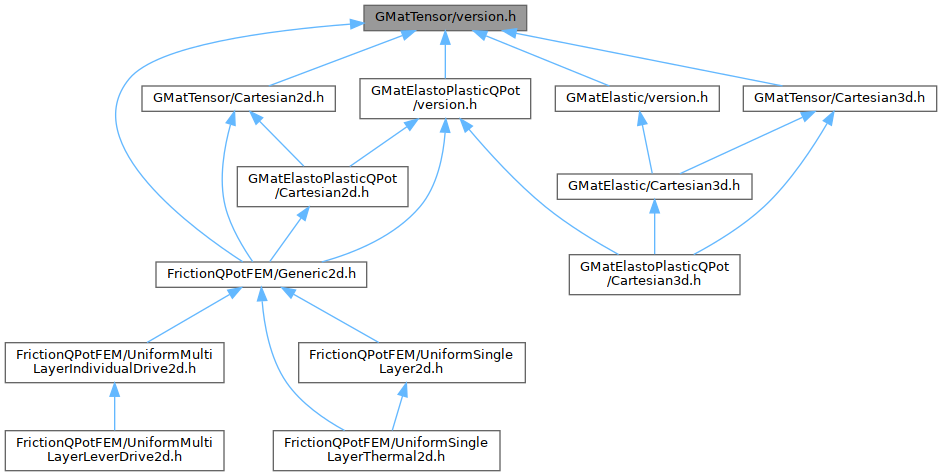 GMatTensor/version.h
GMatTensor/Cartesian2d.h
GMatElastoPlasticQPot
/version.h
GMatElastic/version.h
GMatTensor/Cartesian3d.h
GMatElastoPlasticQPot
/Cartesian2d.h
GMatElastic/Cartesian3d.h
FrictionQPotFEM/Generic2d.h
GMatElastoPlasticQPot
/Cartesian3d.h
FrictionQPotFEM/UniformMulti
LayerIndividualDrive2d.h
FrictionQPotFEM/UniformSingle
Layer2d.h
FrictionQPotFEM/UniformMulti
LayerLeverDrive2d.h
FrictionQPotFEM/UniformSingle
LayerThermal2d.h